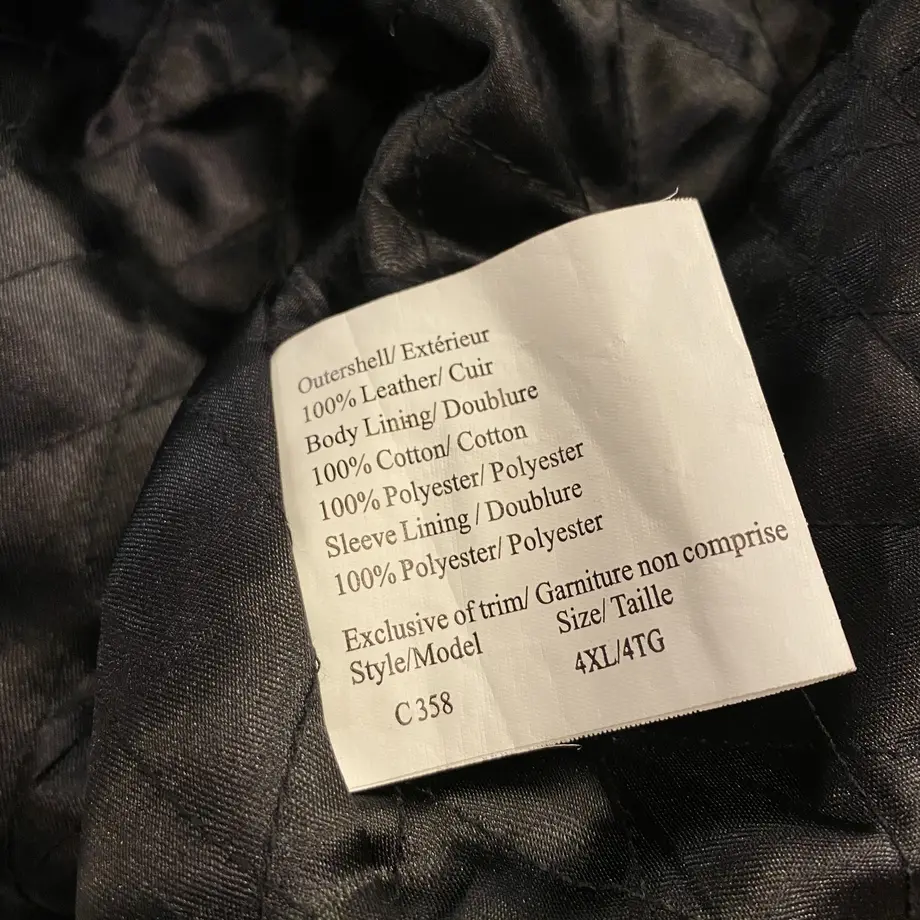 Outershell/ Extérieur
100% Leather/ Cuir
Body Lining/ Doublure
100% Cotton/ Cotton
100% Polyester/ Polyester
Sleeve Lining / Doublure
100% Polyester/ Polyester
Exclusive of trim/ Garniture non comprise
Style/Model Size/ Taille
C 358 4XL/4TG